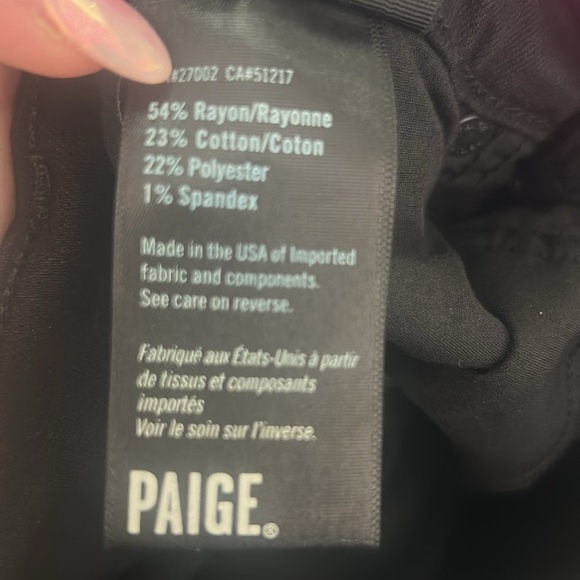 #27002 CA#51217
54% Rayon/Rayonne
23% Cotton/Coton
22% Polyester
1% Spandex
Made in the USA of Imported
fabric and components.
See care on reverse.
Fabriqué aux États-Unis à partir
de tissus et composants
importés
Voir le soin sur l'inverse.
PAIGE®